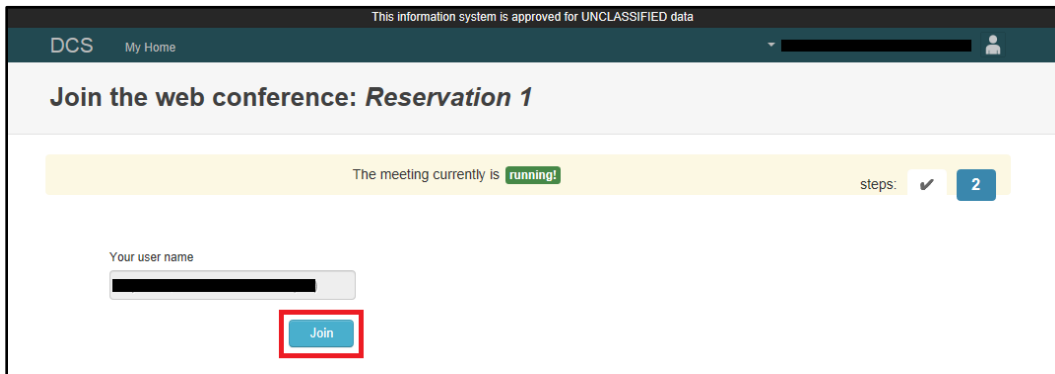 This information system is approved for UNCLASSIFIED data
DCS My Home
Join the web conference: Reservation 1
The meeting currently is running!
steps: ✔ 2
Your user name
Join